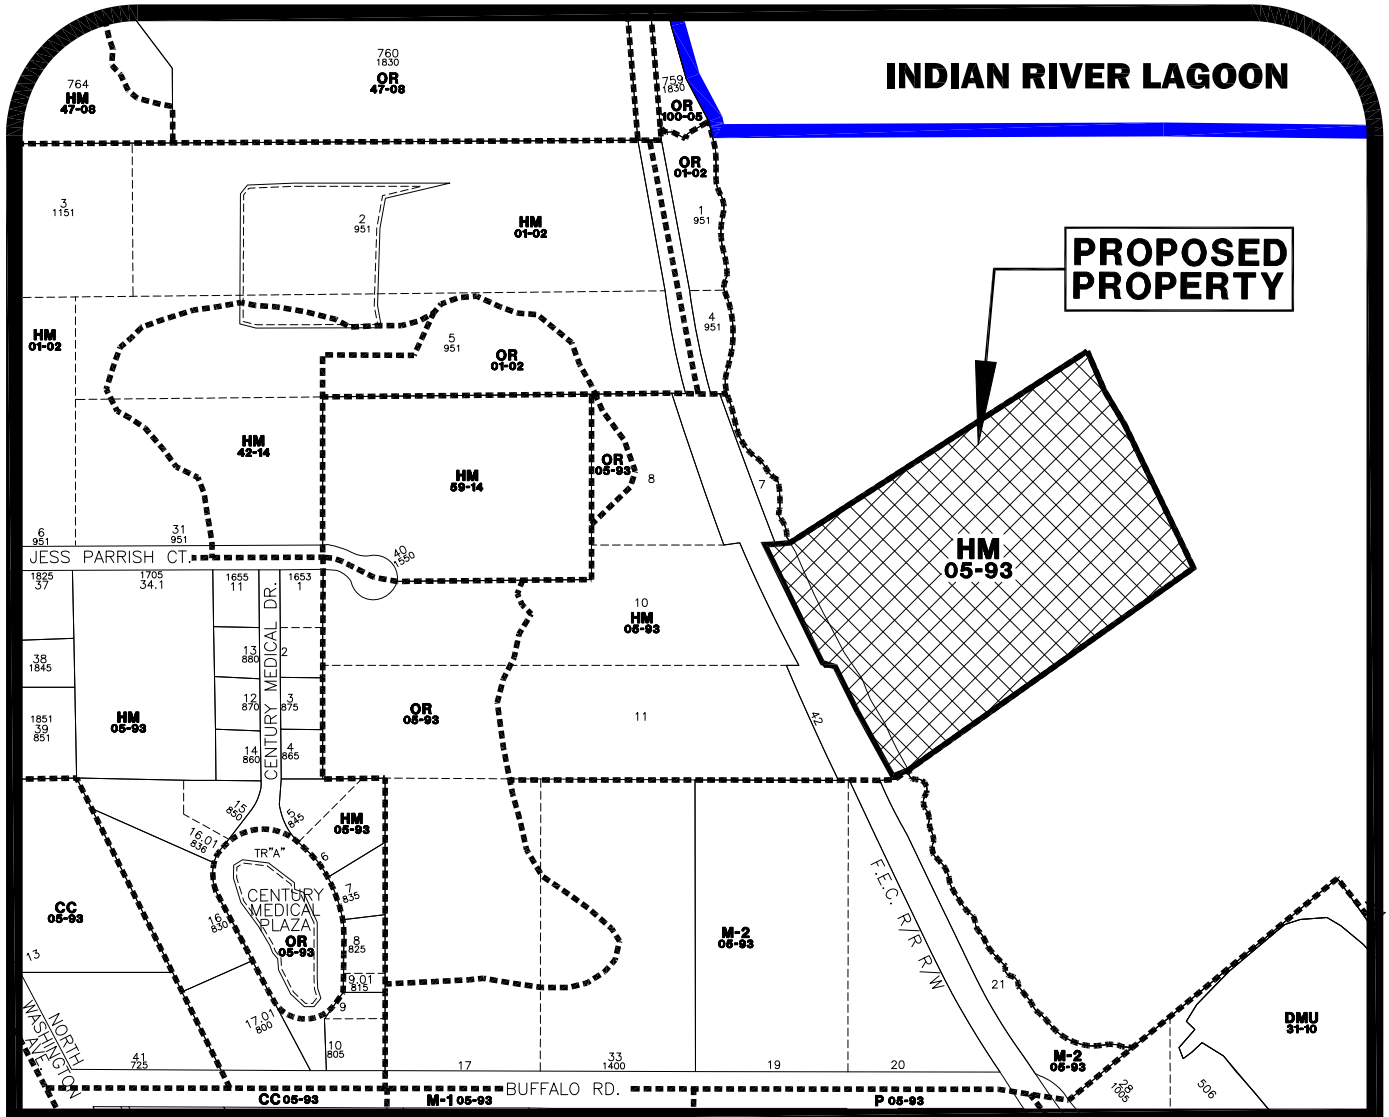 INDIAN RIVER LAGOON
764
HM
47-08
760
1830
OR
47-08
759
1830
OR
100-05
OR
01-02
1
951
3
1151
2
951
HM
01-02
PROPOSED
PROPERTY
4
951
HM
01-02
5
951
OR
01-02
HM
42-14
HM
59-14
OR
05-93
8
7
6
951
31
951
JESS PARRISH CT.
40
1550
HM
05-93
1825
37
1705
34.1
1655
11
1653
1
10
HM
05-93
CENTURY MEDICAL DR.
38
1845
13
880
2
12
870
3
875
1851
39
851
HM
05-93
OR
05-93
11
42
14
860
4
865
15
850
5
845
HM
05-93
16.01
836
TR"A"
6
7
835
CENTURY
MEDICAL
PLAZA
OR
05-93
CC
05-93
16
830
8
825
M-2
05-93
F.E.C. R/R R/W
13
9.01
815
9
21
17.01
800
NORTH
WASHINGTON
AVE.
10
805
DMU
31-10
41
725
17
33
1400
19
20
M-2
05-93
28
1005
506
BUFFALO RD.
CC 05-93
M-1 05-93
P 05-93